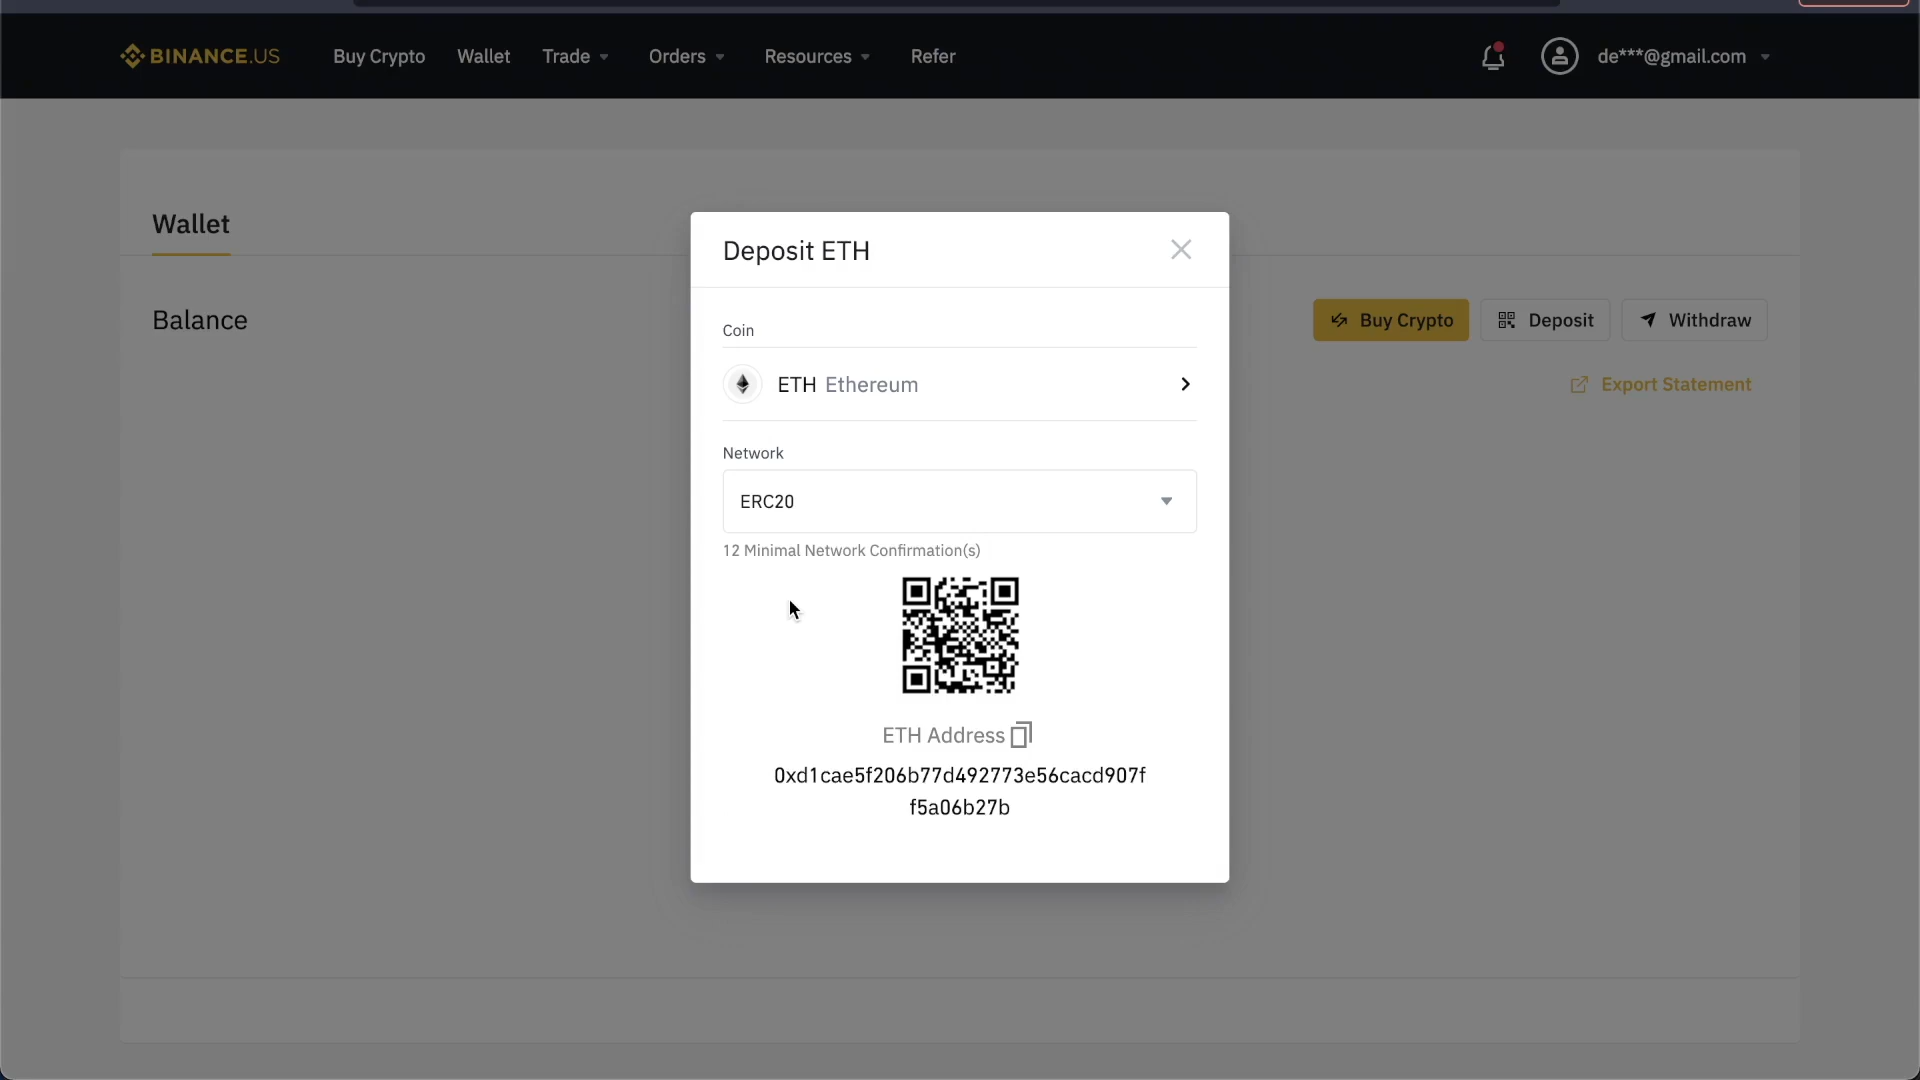 BINANCE.US
Buy Crypto
Wallet
Trade
Orders
Resources
Refer
de***@gmail.com
Wallet
Balance
Buy Crypto
Deposit
Withdraw
Export Statement
Deposit ETH
Coin
ETH Ethereum
Network
ERC20
12 Minimal Network Confirmation(s)
ETH Address
0xd1cae5f206b77d492773e56cacd907f
f5a06b27b